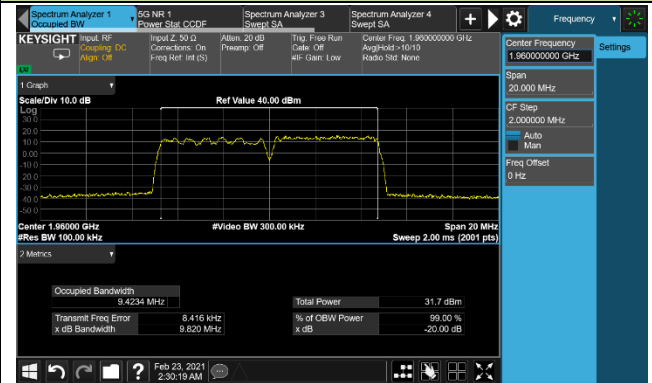 Spectrum Analyzer 1
Occupied BW
5G NR 1
Power Stat CCDF
Spectrum Analyzer 3
Swept SA
Spectrum Analyzer 4
Swept SA
Frequency
KEYSIGHT
Input: RF
Coupling: DC
Align: Off
Input Z: 50 Ω
Corrections: On
Freq Ref: Int (S)
Atten: 20 dB
Preamp: Off
Trig: Free Run
Gate: Off
#IF Gain: Low
Center Freq: 1.960000000 GHz
Avg|Hold:>10/10
Radio Std: None
Center Frequency
1.960000000 GHz
Settings
Span
20.000 MHz
CF Step
2.000000 MHz
Auto
Man
Freq Offset
0 Hz
1 Graph
Scale/Div 10.0 dB
Ref Value 40.00 dBm
Log
30.0
20.0
10.0
0.00
-10.0
-20.0
-30.0
-40.0
-50.0
Center 1.96000 GHz
#Video BW 300.00 kHz
Span 20 MHz
#Res BW 100.00 kHz
Sweep 2.00 ms (2001 pts)
2 Metrics
Occupied Bandwidth
9.4234 MHz
Total Power
31.7 dBm
Transmit Freq Error
8.416 kHz
% of OBW Power
99.00 %
x dB Bandwidth
9.820 MHz
x dB
-20.00 dB
Feb 23, 2021
2:30:19 AM